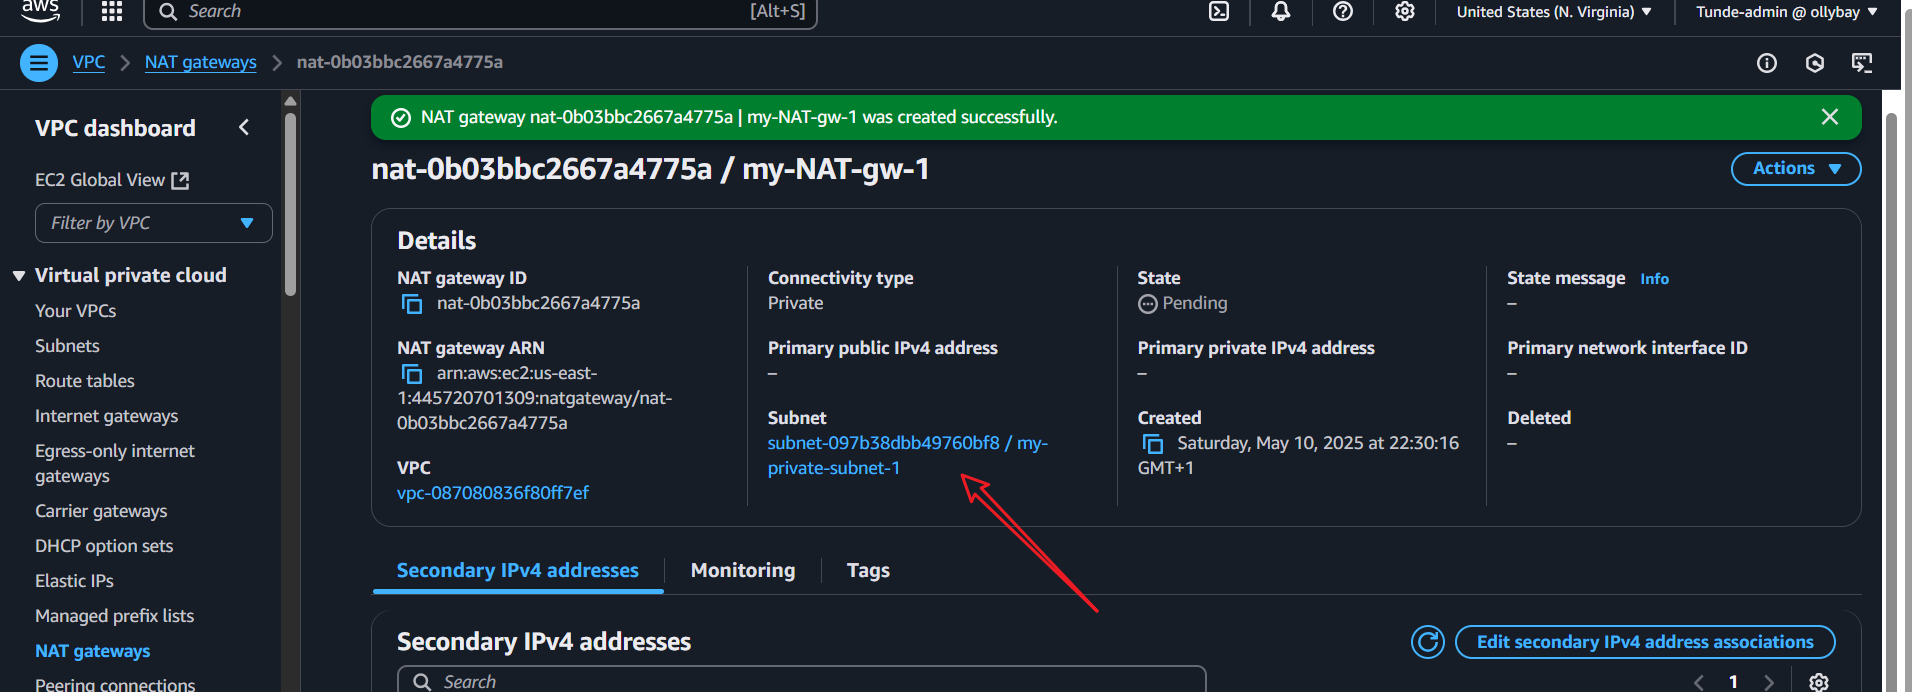 aws
Search
[Alt+S]
United States (N. Virginia)
Tunde-admin @ ollybay
VPC
NAT gateways
nat-0b03bbc2667a4775a
VPC dashboard
EC2 Global View
Filter by VPC
Virtual private cloud
Your VPCs
Subnets
Route tables
Internet gateways
Egress-only internet
gateways
Carrier gateways
DHCP option sets
Elastic IPs
Managed prefix lists
NAT gateways
Peering connections
NAT gateway nat-0b03bbc2667a4775a | my-NAT-gw-1 was created successfully.
nat-0b03bbc2667a4775a / my-NAT-gw-1
Actions
Details
NAT gateway ID
nat-0b03bbc2667a4775a
NAT gateway ARN
arn:aws:ec2:us-east-
1:445720701309:natgateway/nat-
0b03bbc2667a4775a
VPC
vpc-087080836f80ff7ef
Connectivity type
Private
Primary public IPv4 address
–
Subnet
subnet-097b38dbb49760bf8 / my-
private-subnet-1
State
Pending
Primary private IPv4 address
–
Created
Saturday, May 10, 2025 at 22:30:16
GMT+1
State message Info
–
Primary network interface ID
–
Deleted
–
Secondary IPv4 addresses
Monitoring
Tags
Secondary IPv4 addresses
Edit secondary IPv4 address associations
Search
1